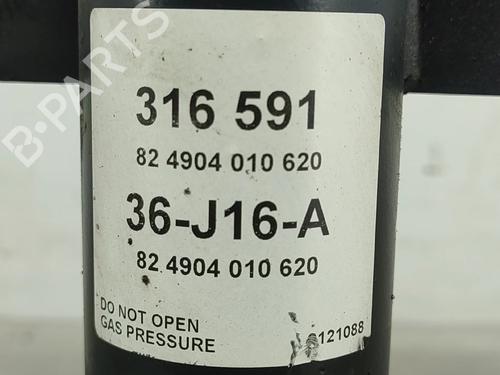 B-PARTS
316 591
82 4904 010 620
36-J16-A
82 4904 010 620
DO NOT OPEN
GAS PRESSURE
121088